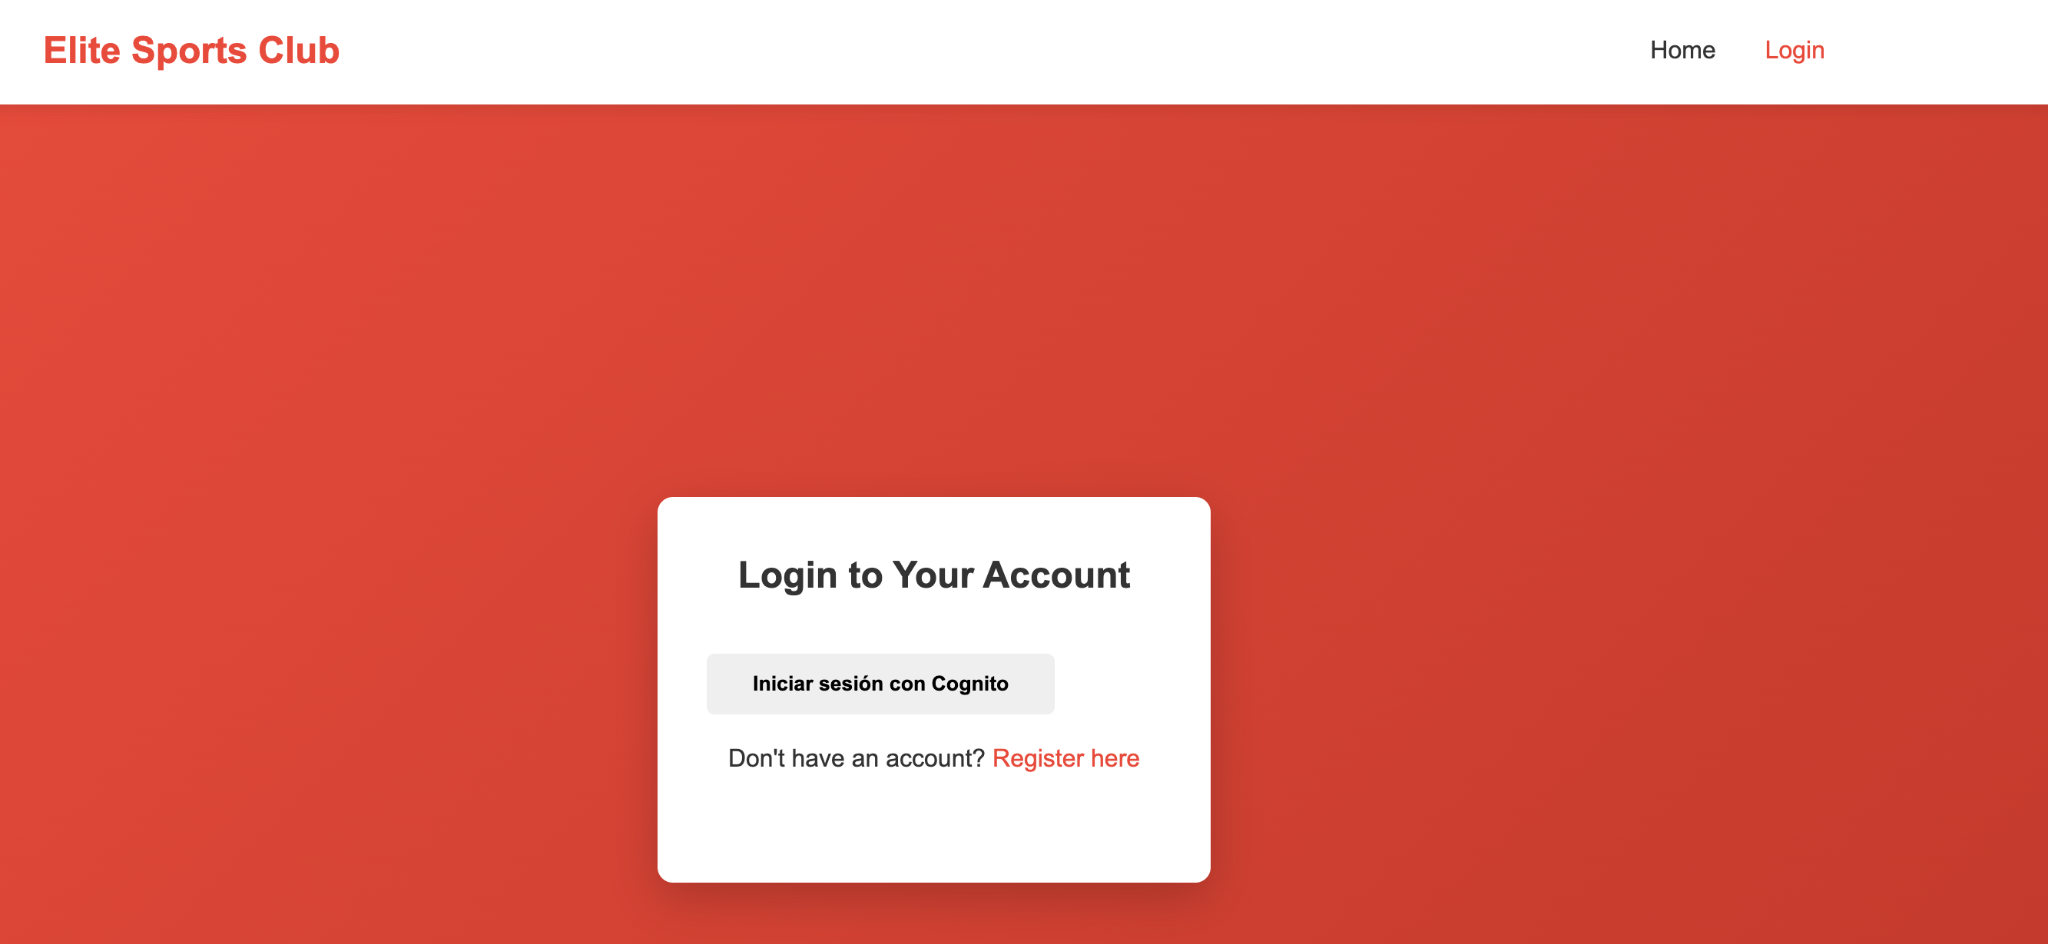 Elite Sports Club
Home Login
Login to Your Account
Iniciar sesión con Cognito
Don't have an account? Register here